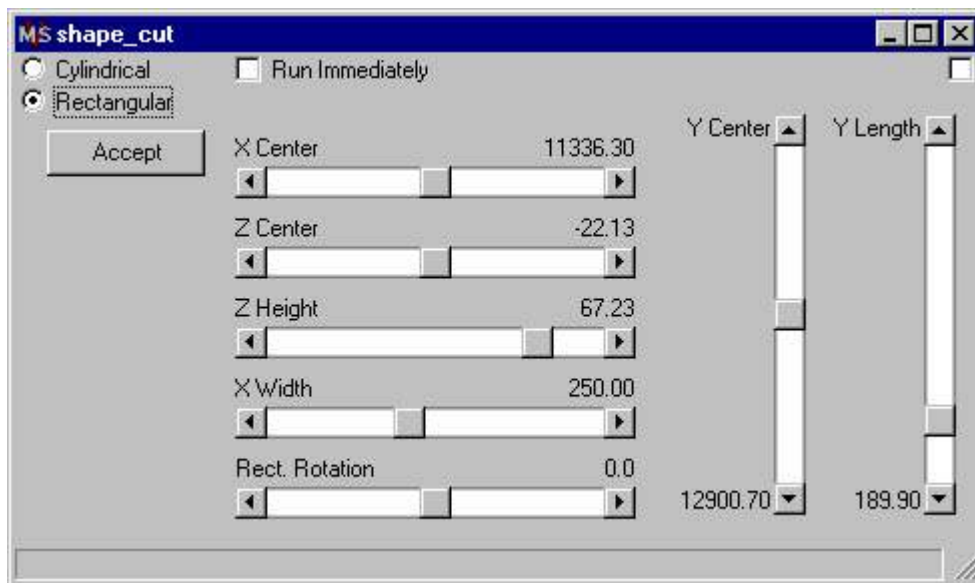 MS shape_cut
Cylindrical
Run Immediately
Rectangular
Accept
X Center 11336.30
Z Center -22.13
Z Height 67.23
X Width 250.00
Rect. Rotation 0.0
Y Center
12900.70
Y Length
189.90